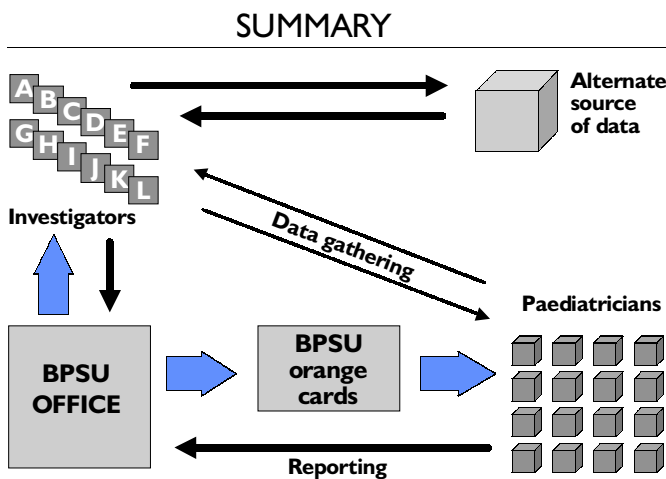 SUMMARY
A
B
C
D
E
F
G
H
I
J
K
L
Investigators
Alternate
source
of data
Data gathering
Paediatricians
BPSU
OFFICE
BPSU
orange
cards
Reporting